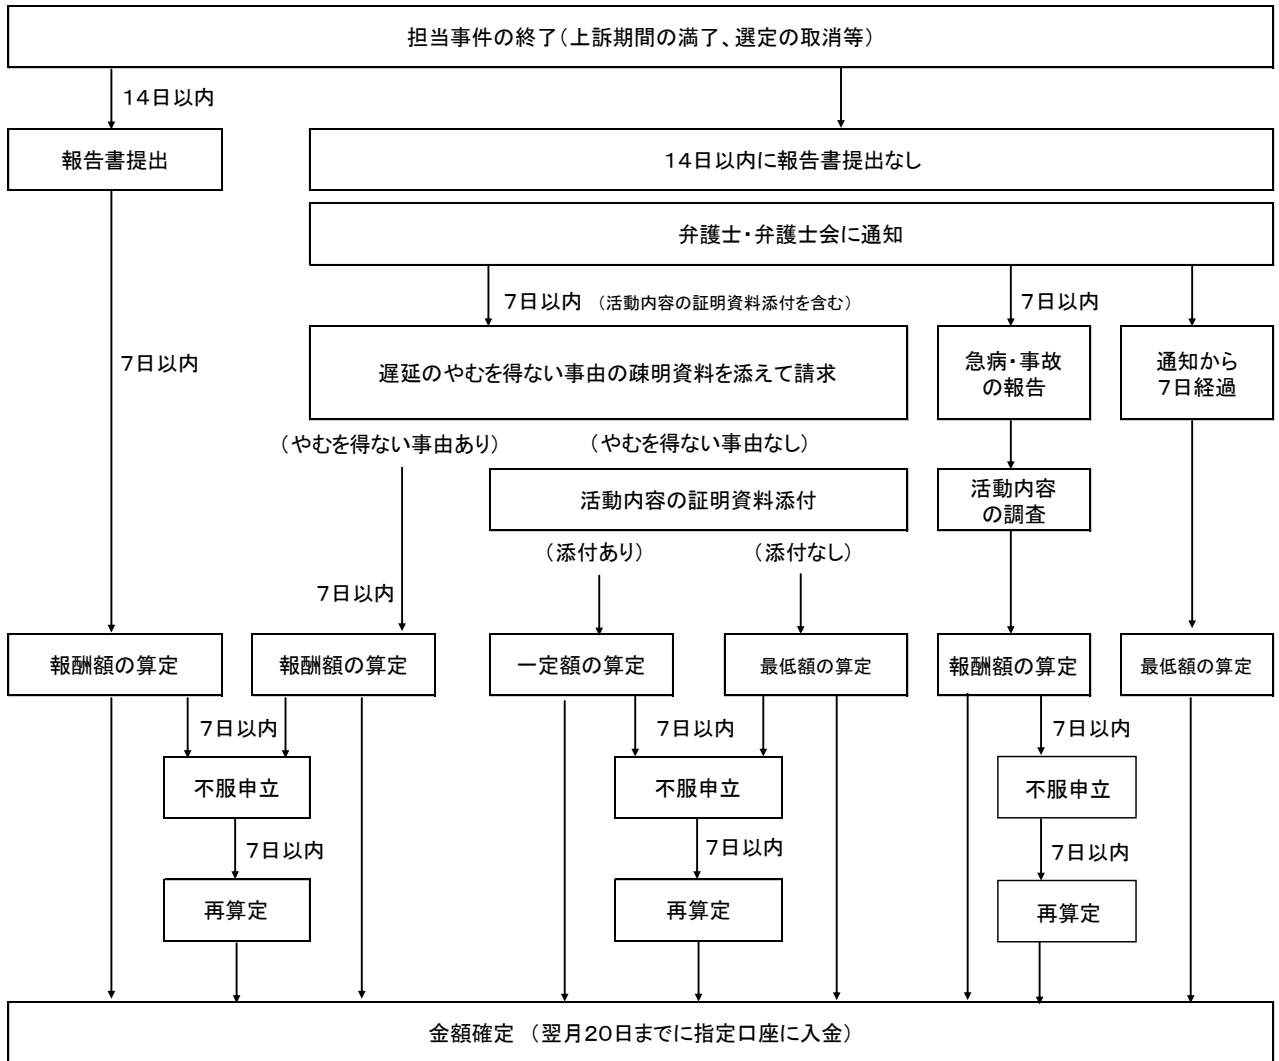 担当事件の終了(上訴期間の満了、選定の取消等)
14日以内
報告書提出
14日以内に報告書提出なし
弁護士・弁護士会に通知
7日以内 (活動内容の証明資料添付を含む)
7日以内
7日以内
遅延のやむを得ない事由の疎明資料を添えて請求
急病・事故
の報告
通知から
7日経過
(やむを得ない事由あり)
(やむを得ない事由なし)
活動内容の証明資料添付
活動内容
の調査
(添付あり)
(添付なし)
7日以内
報酬額の算定
報酬額の算定
一定額の算定
最低額の算定
報酬額の算定
最低額の算定
7日以内
7日以内
7日以内
不服申立
不服申立
不服申立
7日以内
7日以内
7日以内
再算定
再算定
再算定
金額確定 (翌月20日までに指定口座に入金)